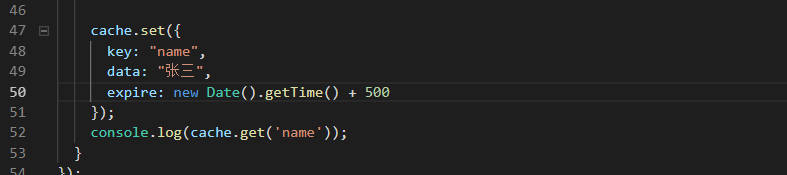 46
47 cache.set({
48 key: "name",
49 data: "张三",
50 expire: new Date().getTime() + 500
51 });
52 console.log(cache.get('name'));
53 }
54 });